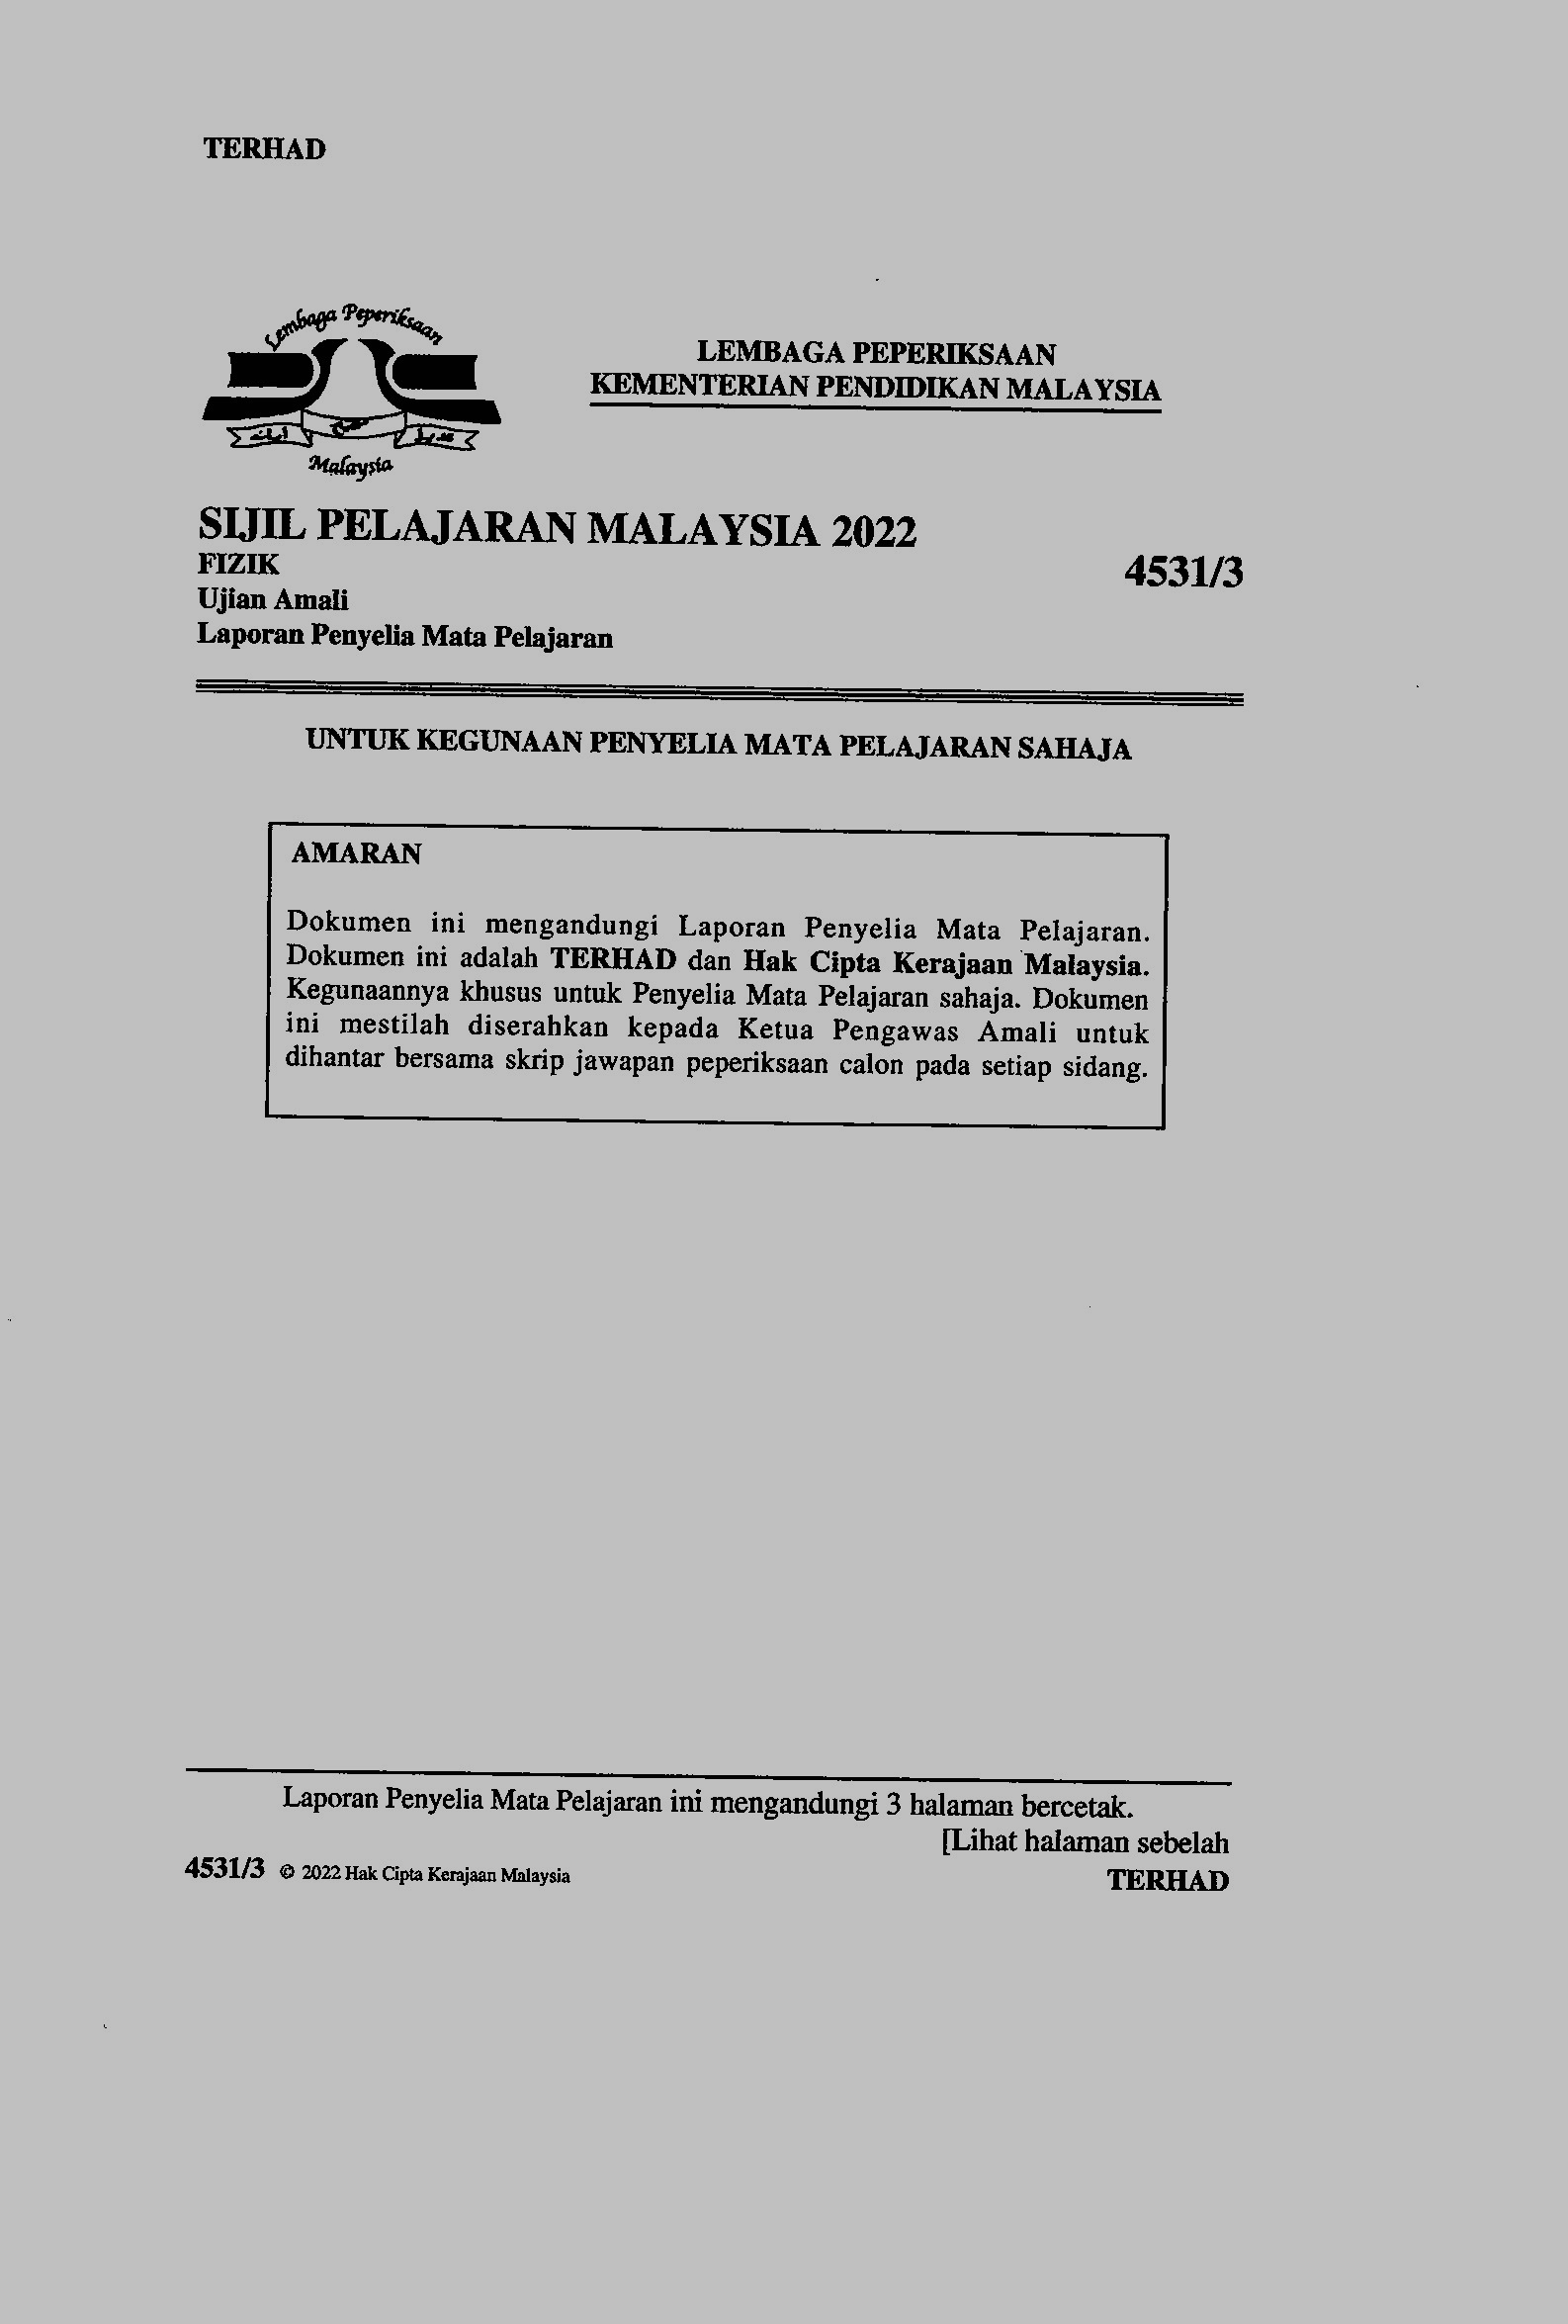 TERHAD
Lembaga Peperiksaan
Malaysia
LEMBAGA PEPERIKSAAN
KEMENTERIAN PENDIDIKAN MALAYSIA
SIJIL PELAJARAN MALAYSIA 2022
FIZIK
4531/3
Ujian Amali
Laporan Penyelia Mata Pelajaran
UNTUK KEGUNAAN PENYELIA MATA PELAJARAN SAHAJA
AMARAN
Dokumen ini mengandungi Laporan Penyelia Mata Pelajaran.
Dokumen ini adalah TERHAD dan Hak Cipta Kerajaan Malaysia.
Kegunaannya khusus untuk Penyelia Mata Pelajaran sahaja. Dokumen
ini mestilah diserahkan kepada Ketua Pengawas Amali untuk
dihantar bersama skrip jawapan peperiksaan calon pada setiap sidang.
Laporan Penyelia Mata Pelajaran ini mengandungi 3 halaman bercetak.
[Lihat halaman sebelah
4531/3 © 2022 Hak Cipta Kerajaan Malaysia
TERHAD